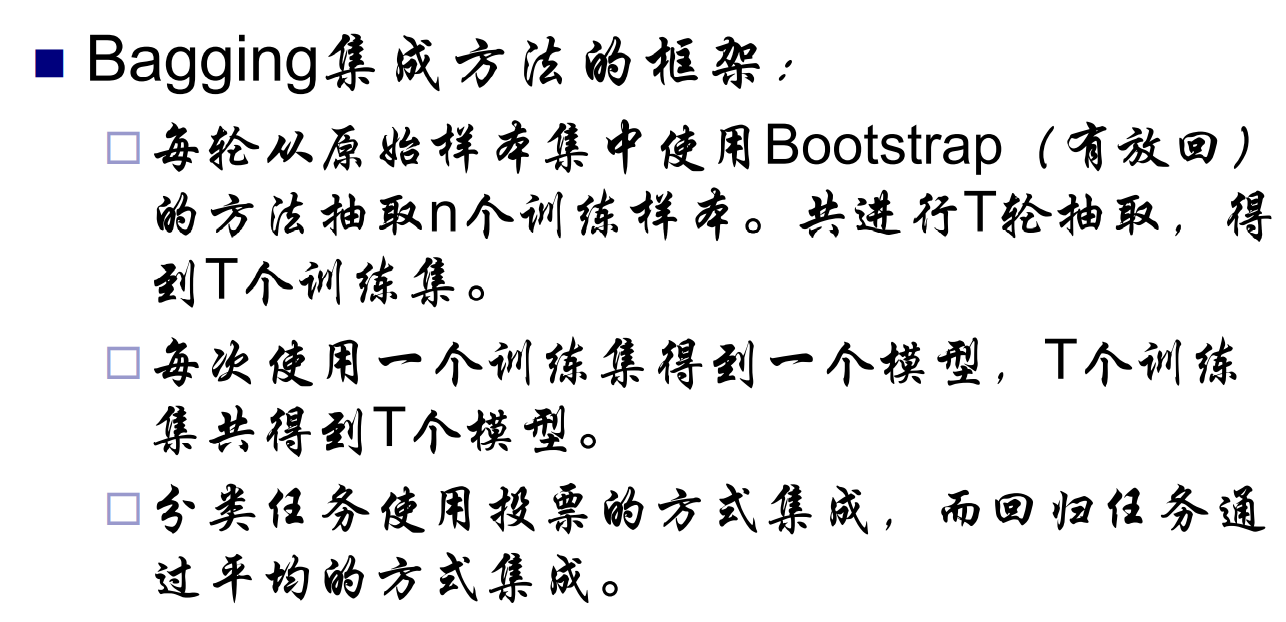 Bagging集成方法的框架：
每轮从原始样本集中使用Bootstrap（有放回）
的方法抽取n个训练样本。共进行T轮抽取，得
到T个训练集。
每次使用一个训练集得到一个模型，T个训练
集共得到T个模型。
分类任务使用投票的方式集成，而回归任务通
过平均的方式集成。